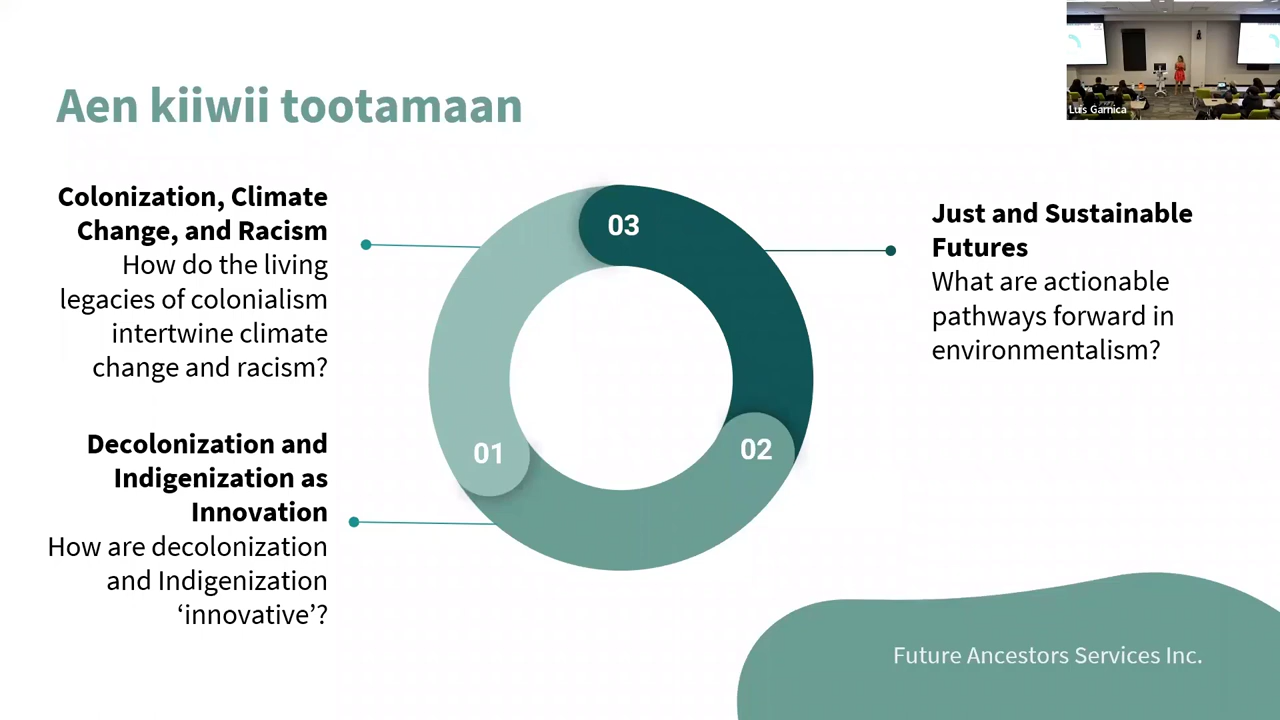 Aen kiiwii tootamaan
Luis Garnica
Colonization, Climate
Change, and Racism
How do the living
legacies of colonialism
intertwine climate
change and racism?
Decolonization and
Indigenization as
Innovation
How are decolonization
and Indigenization
‘innovative’?
03
01
02
Just and Sustainable
Futures
What are actionable
pathways forward in
environmentalism?
Future Ancestors Services Inc.